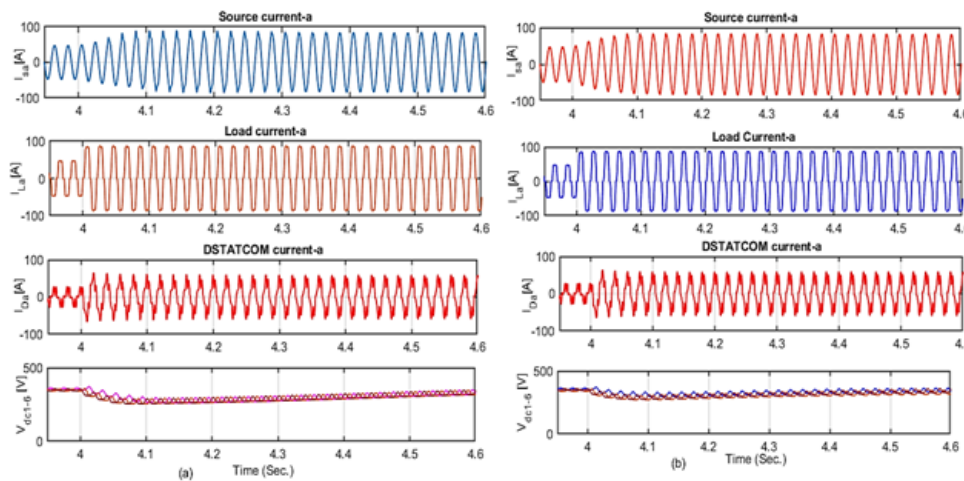 Source current-a
I_sa[A]
100
0
-100
4 4.1 4.2 4.3 4.4 4.5 4.6
Load current-a
I_La[A]
100
0
-100
4 4.1 4.2 4.3 4.4 4.5 4.6
DSTATCOM current-a
I_Da[A]
100
0
-100
4 4.1 4.2 4.3 4.4 4.5 4.6
V_dc1-6 [V]
500
0
4 4.1 4.2 4.3 4.4 4.5 4.6
(a) Time (Sec.)
Source current-a
I_sa[A]
100
0
-100
4 4.1 4.2 4.3 4.4 4.5 4.6
Load Current-a
I_La[A]
100
0
-100
4 4.1 4.2 4.3 4.4 4.5 4.6
DSTATCOM current-a
I_Da[A]
100
0
-100
4 4.1 4.2 4.3 4.4 4.5 4.6
V_dc1-6 [V]
500
0
4 4.1 4.2 4.3 4.4 4.5 4.6
(b) Time (Sec.)